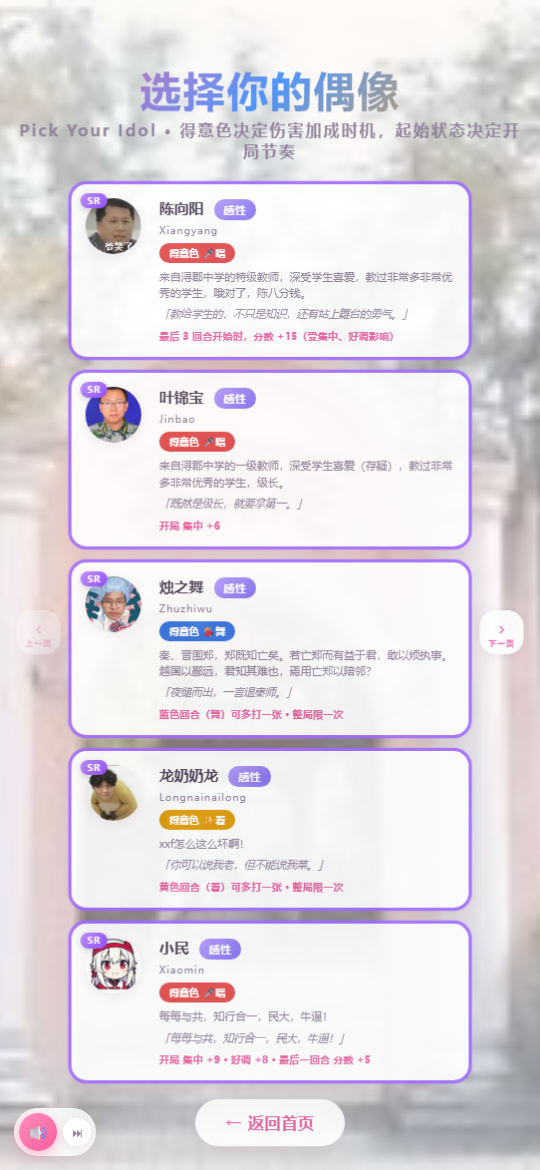 选择你的偶像
Pick Your Idol • 得意色决定伤害加成时机，起始状态决定开
局节奏
SR
陈向阳 感性
爷笑了
Xiangyang
得意色 🎤唱
来自浔郡中学的特级教师，深受学生喜爱，教过非常多非常优
秀的学生，哦对了，陈八分钱。
「教给学生的，不只是知识，还有站上舞台的勇气。」
最后 3 回合开始时，分数 +15（受集中、好调影响）
SR
叶锦宝 感性
Jinbao
得意色 🎤唱
来自浔郡中学的一级教师，深受学生喜爱（存疑），教过非常
多非常优秀的学生，级长。
「既然是级长，就要拿第一。」
开局 集中 +6
SR
烛之舞 感性
Zhuzhiwu
得意色 💃舞
秦、晋围郑，郑既知亡矣。若亡郑而有益于君，敢以烦执事。
越国以鄙远，君知其难也，焉用亡郑以陪邻？
「夜缒而出，一言退秦师。」
蓝色回合（舞）可多打一张 • 整局限一次
‹
上一页
›
下一页
SR
龙奶奶龙 感性
Longnainailong
得意色 ✨看
xxf怎么这么坏啊！
「你可以说我老，但不能说我菜。」
黄色回合（看）可多打一张 • 整局限一次
SR
小民 感性
Xiaomin
得意色 🎤唱
每每与共，知行合一，民大，牛逼！
「每每与共，知行合一，民大，牛逼！」
开局 集中 +9 • 好调 +8 • 最后一回合 分数 +5
← 返回首页